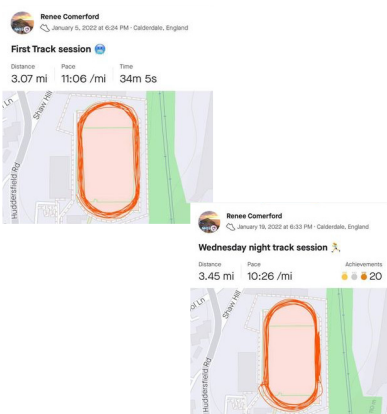 Renee Comerford
January 5, 2022 at 6:24 PM · Calderdale, England
First Track session 🥶
Distance Pace Time
3.07 mi 11:06 /mi 34m 5s
Ln
Shaw Hill
Huddersfield Rd
Renee Comerford
January 19, 2022 at 6:33 PM · Calderdale, England
Wednesday night track session 🏃
Distance Pace Achievements
3.45 mi 10:26 /mi 20
ol Ln
Shaw Hill
Huddersfield Rd